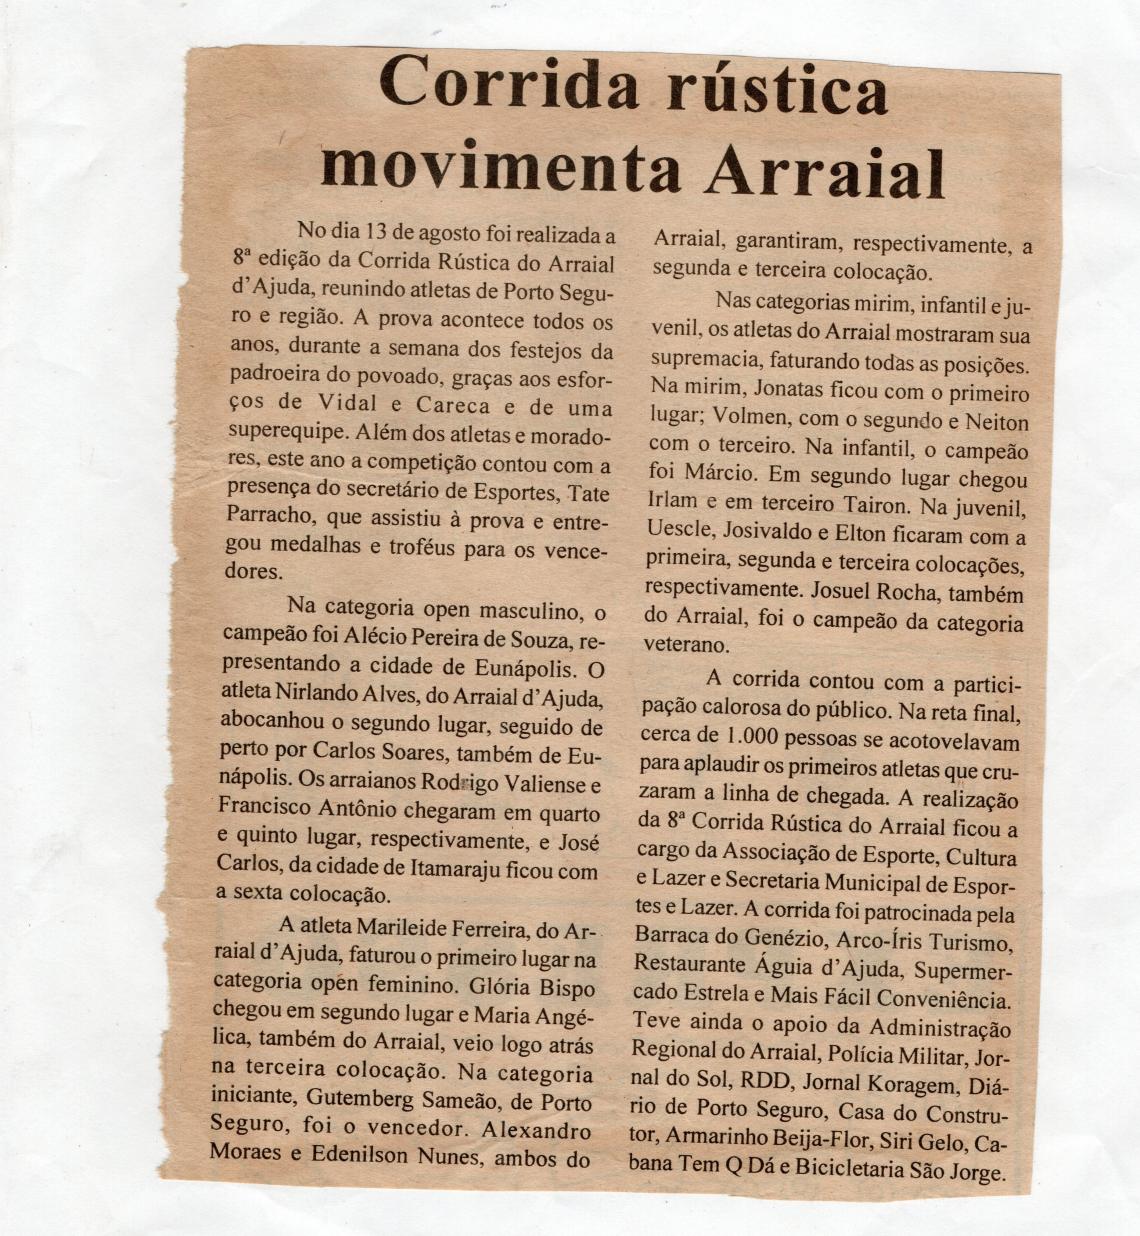 Corrida rústica
movimenta Arraial
No dia 13 de agosto foi realizada a
8ª edição da Corrida Rústica do Arraial
d'Ajuda, reunindo atletas de Porto Segu-
ro e região. A prova acontece todos os
anos, durante a semana dos festejos da
padroeira do povoado, graças aos esfor-
ços de Vidal e Careca e de uma
superequipe. Além dos atletas e morado-
res, este ano a competição contou com a
presença do secretário de Esportes, Tate
Parracho, que assistiu à prova e entre-
gou medalhas e troféus para os vence-
dores.
Na categoria open masculino, o
campeão foi Alécio Pereira de Souza, re-
presentando a cidade de Eunápolis. O
atleta Nirlando Alves, do Arraial d'Ajuda,
abocanhou o segundo lugar, seguido de
perto por Carlos Soares, também de Eu-
nápolis. Os arraianos Rodrigo Valiense e
Francisco Antônio chegaram em quarto
e quinto lugar, respectivamente, e José
Carlos, da cidade de Itamaraju ficou com
a sexta colocação.
A atleta Marileide Ferreira, do Ar-
raial d'Ajuda, faturou o primeiro lugar na
categoria open feminino. Glória Bispo
chegou em segundo lugar e Maria Angé-
lica, também do Arraial, veio logo atrás
na terceira colocação. Na categoria
iniciante, Gutemberg Sameão, de Porto
Seguro, foi o vencedor. Alexandro
Moraes e Edenilson Nunes, ambos do
Arraial, garantiram, respectivamente, a
segunda e terceira colocação.
Nas categorias mirim, infantil e ju-
venil, os atletas do Arraial mostraram sua
supremacia, faturando todas as posições.
Na mirim, Jonatas ficou com o primeiro
lugar; Volmen, com o segundo e Neiton
com o terceiro. Na infantil, o campeão
foi Márcio. Em segundo lugar chegou
Irlam e em terceiro Tairon. Na juvenil,
Uescle, Josivaldo e Elton ficaram com a
primeira, segunda e terceira colocações,
respectivamente. Josuel Rocha, também
do Arraial, foi o campeão da categoria
veterano.
A corrida contou com a partici-
pação calorosa do público. Na reta final,
cerca de 1.000 pessoas se acotovelavam
para aplaudir os primeiros atletas que cru-
zaram a linha de chegada. A realização
da 8ª Corrida Rústica do Arraial ficou a
cargo da Associação de Esporte, Cultura
e Lazer e Secretaria Municipal de Espor-
tes e Lazer. A corrida foi patrocinada pela
Barraca do Genézio, Arco-Íris Turismo,
Restaurante Águia d'Ajuda, Supermer-
cado Estrela e Mais Fácil Conveniência.
Teve ainda o apoio da Administração
Regional do Arraial, Polícia Militar, Jor-
nal do Sol, RDD, Jornal Koragem, Diá-
rio de Porto Seguro, Casa do Constru-
tor, Armarinho Beija-Flor, Siri Gelo, Ca-
bana Tem Q Dá e Bicicletaria São Jorge.